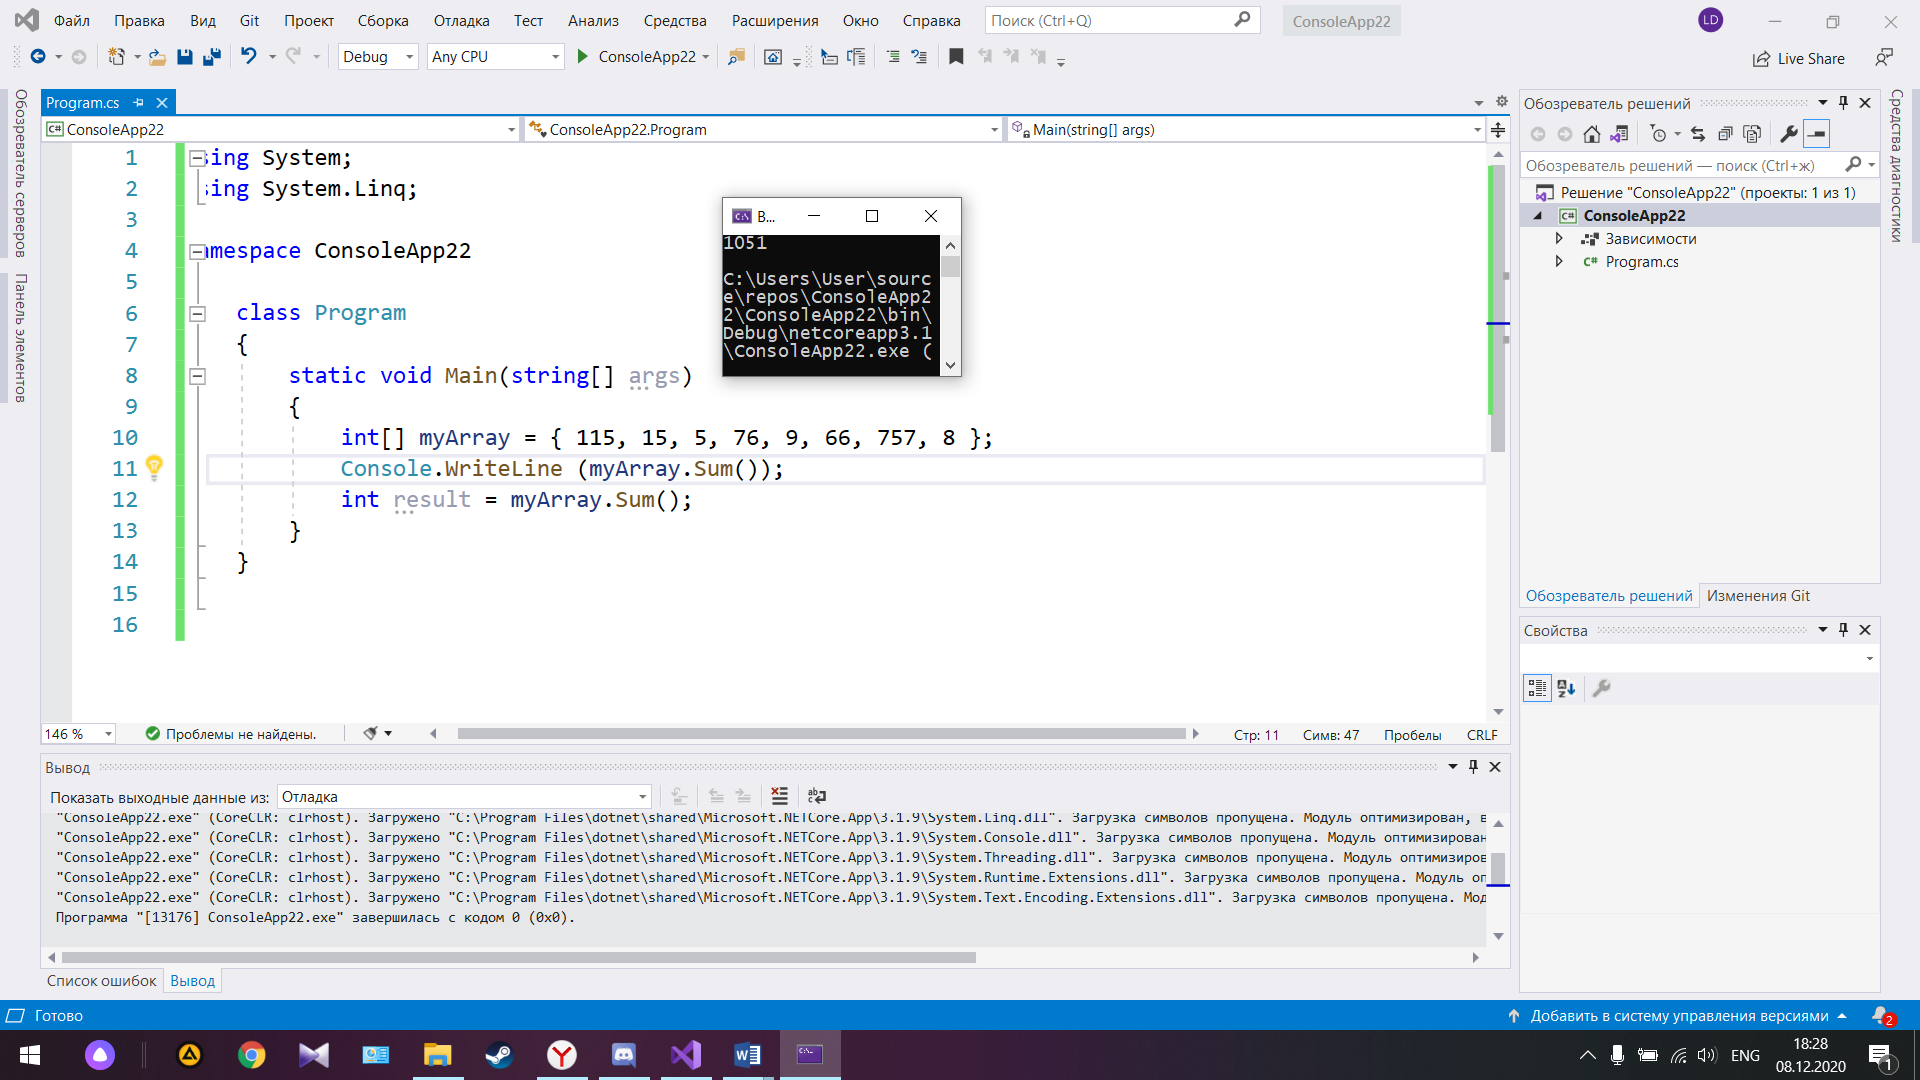 Файл Правка Вид Git Проект Сборка Отладка Тест Анализ Средства Расширения Окно Справка Поиск (Ctrl+Q) ConsoleApp22 LD
Debug Any CPU ConsoleApp22 Live Share
Обозреватель серверов
Панель элементов
Program.cs
ConsoleApp22 ConsoleApp22.Program Main(string[] args)
1 sing System;
2 sing System.Linq;
3
4 amespace ConsoleApp22
5
6 class Program
7 {
8 static void Main(string[] args)
9 {
10 int[] myArray = { 115, 15, 5, 76, 9, 66, 757, 8 };
11 Console.WriteLine (myArray.Sum());
12 int result = myArray.Sum();
13 }
14 }
15
16
В...
1051
C:\Users\User\sourc
e\repos\ConsoleApp2
2\ConsoleApp22\bin\
Debug\netcoreapp3.1
\ConsoleApp22.exe (
146 % Проблемы не найдены. Стр: 11 Симв: 47 Пробелы CRLF
Вывод
Показать выходные данные из: Отладка
"ConsoleApp22.exe" (CoreCLR: clrhost). Загружено "C:\Program Files\dotnet\shared\Microsoft.NETCore.App\3.1.9\System.Linq.dll". Загрузка символов пропущена. Модуль оптимизирован, в
"ConsoleApp22.exe" (CoreCLR: clrhost). Загружено "C:\Program Files\dotnet\shared\Microsoft.NETCore.App\3.1.9\System.Console.dll". Загрузка символов пропущена. Модуль оптимизирован
"ConsoleApp22.exe" (CoreCLR: clrhost). Загружено "C:\Program Files\dotnet\shared\Microsoft.NETCore.App\3.1.9\System.Threading.dll". Загрузка символов пропущена. Модуль оптимизиров
"ConsoleApp22.exe" (CoreCLR: clrhost). Загружено "C:\Program Files\dotnet\shared\Microsoft.NETCore.App\3.1.9\System.Runtime.Extensions.dll". Загрузка символов пропущена. Модуль оп
"ConsoleApp22.exe" (CoreCLR: clrhost). Загружено "C:\Program Files\dotnet\shared\Microsoft.NETCore.App\3.1.9\System.Text.Encoding.Extensions.dll". Загрузка символов пропущена. Мод
Программа "[13176] ConsoleApp22.exe" завершилась с кодом 0 (0x0).
Список ошибок Вывод
Обозреватель решений
Обозреватель решений — поиск (Ctrl+ж)
Решение "ConsoleApp22" (проекты: 1 из 1)
ConsoleApp22
Зависимости
Program.cs
Обозреватель решений Изменения Git
Свойства
Средства диагностики
Готово Добавить в систему управления версиями 2
ENG 18:28
08.12.2020 1